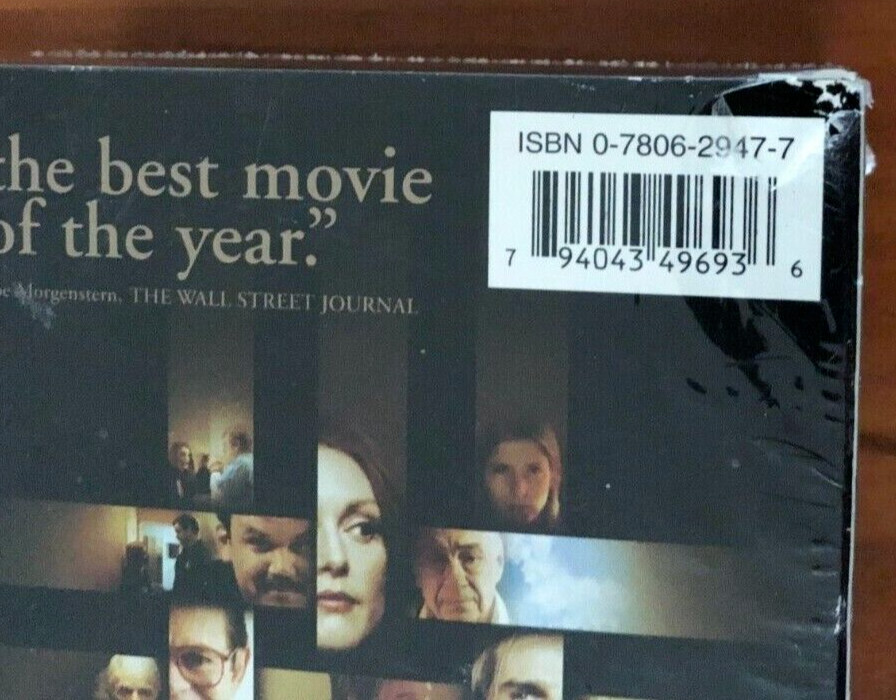 the best movie
of the year.”
Morgenstern, THE WALL STREET JOURNAL
ISBN 0-7806-2947-7
7 94043 49693 6